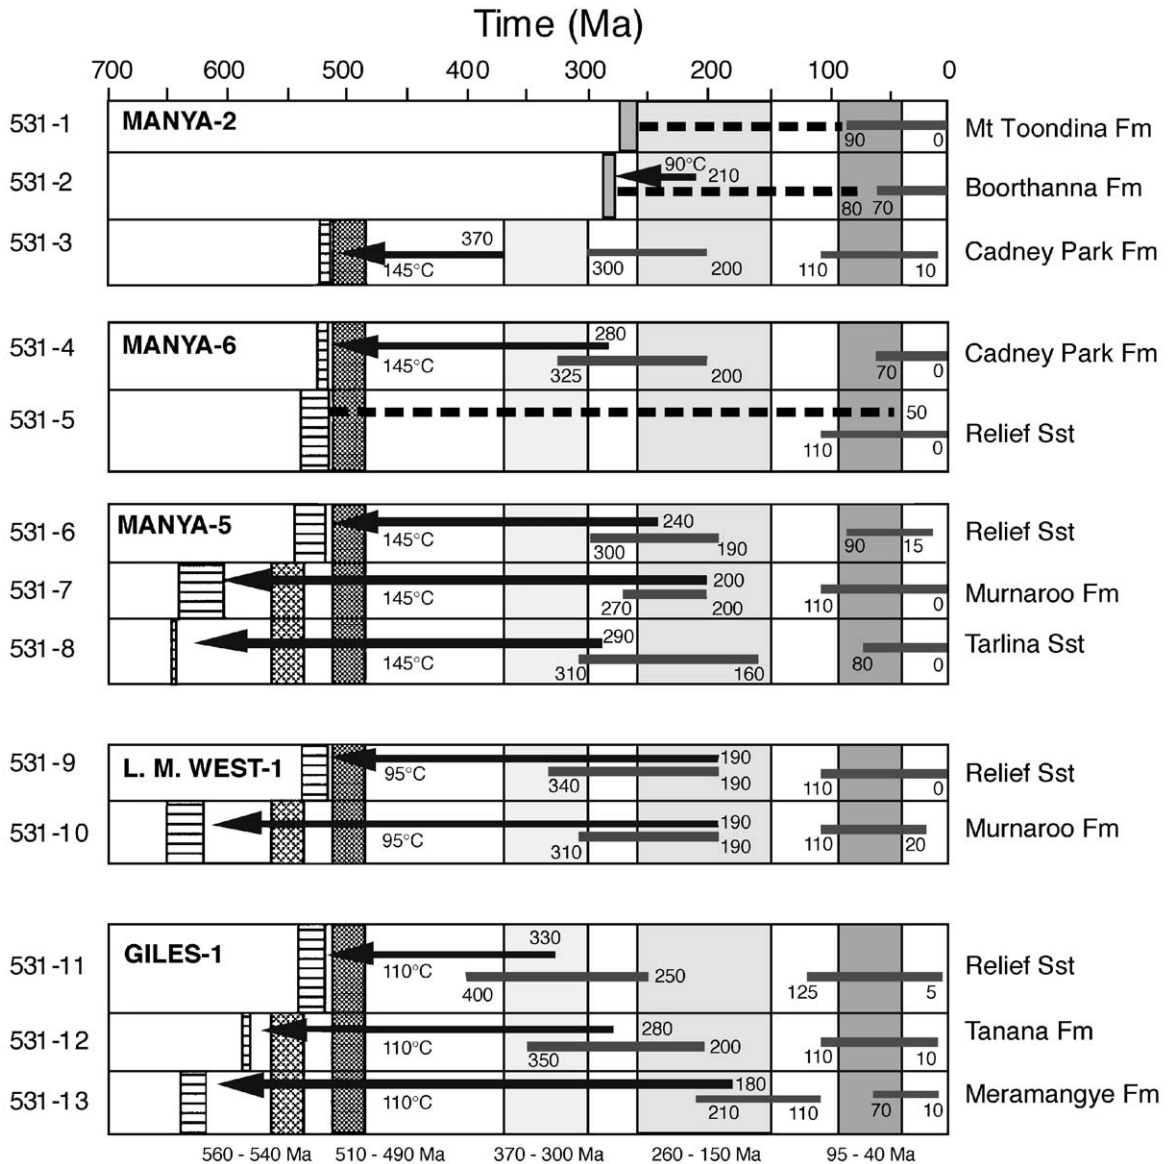 Time (Ma)
700 600 500 400 300 200 100 0
531-1 MANYA-2 90 0 Mt Toondina Fm
531-2 90°C 210 80 70 Boorthanna Fm
531-3 370 145°C 300 200 110 10 Cadney Park Fm
531-4 MANYA-6 280 145°C 325 200 70 0 Cadney Park Fm
531-5 50 110 0 Relief Sst
531-6 MANYA-5 240 145°C 300 190 90 15 Relief Sst
531-7 200 145°C 270 200 110 0 Murnaroo Fm
531-8 290 145°C 310 160 80 0 Tarlina Sst
531-9 L. M. WEST-1 190 95°C 340 190 110 0 Relief Sst
531-10 190 95°C 310 190 110 20 Murnaroo Fm
531-11 GILES-1 330 110°C 400 250 125 5 Relief Sst
531-12 280 110°C 350 200 110 10 Tanana Fm
531-13 180 110°C 210 110 70 10 Meramangye Fm
560 - 540 Ma 510 - 490 Ma 370 - 300 Ma 260 - 150 Ma 95 - 40 Ma